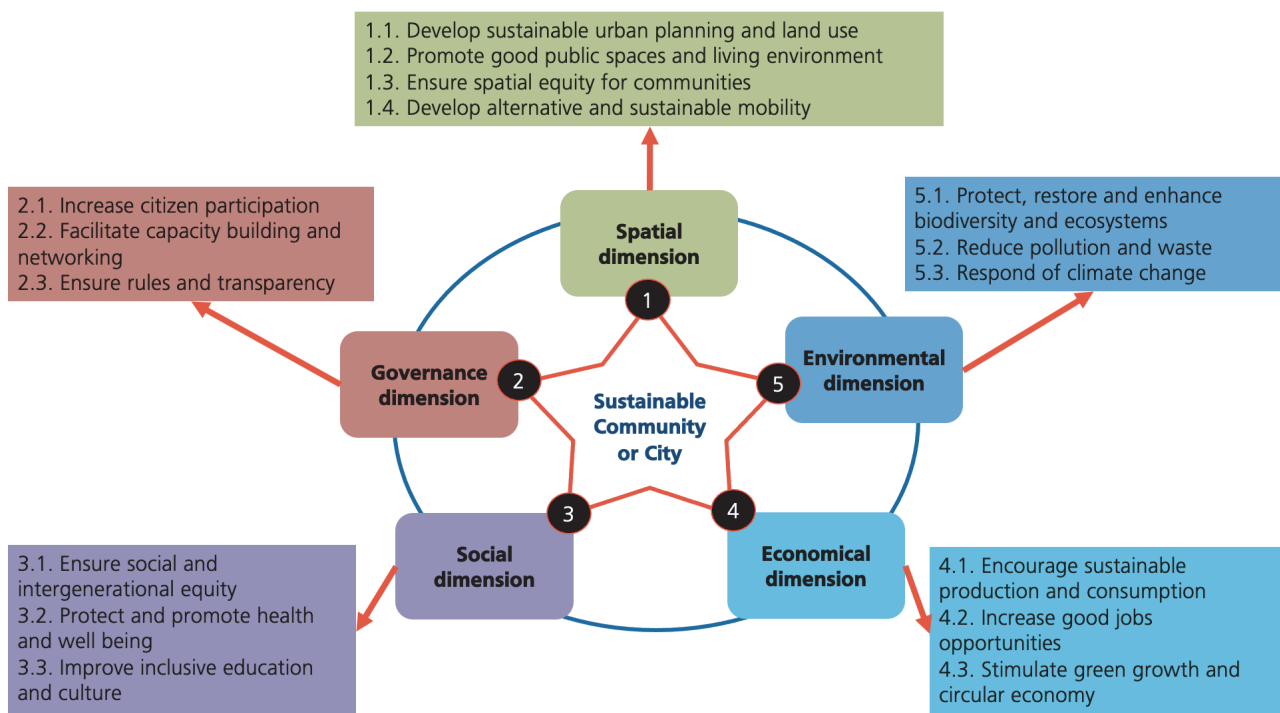 1.1. Develop sustainable urban planning and land use
1.2. Promote good public spaces and living environment
1.3. Ensure spatial equity for communities
1.4. Develop alternative and sustainable mobility
2.1. Increase citizen participation
2.2. Facilitate capacity building and
networking
2.3. Ensure rules and transparency
5.1. Protect, restore and enhance
biodiversity and ecosystems
5.2. Reduce pollution and waste
5.3. Respond of climate change
Spatial
dimension
1
Governance
dimension
2
Environmental
dimension
5
Sustainable
Community
or City
Social
dimension
3
Economical
dimension
4
3.1. Ensure social and
intergenerational equity
3.2. Protect and promote health
and well being
3.3. Improve inclusive education
and culture
4.1. Encourage sustainable
production and consumption
4.2. Increase good jobs
opportunities
4.3. Stimulate green growth and
circular economy